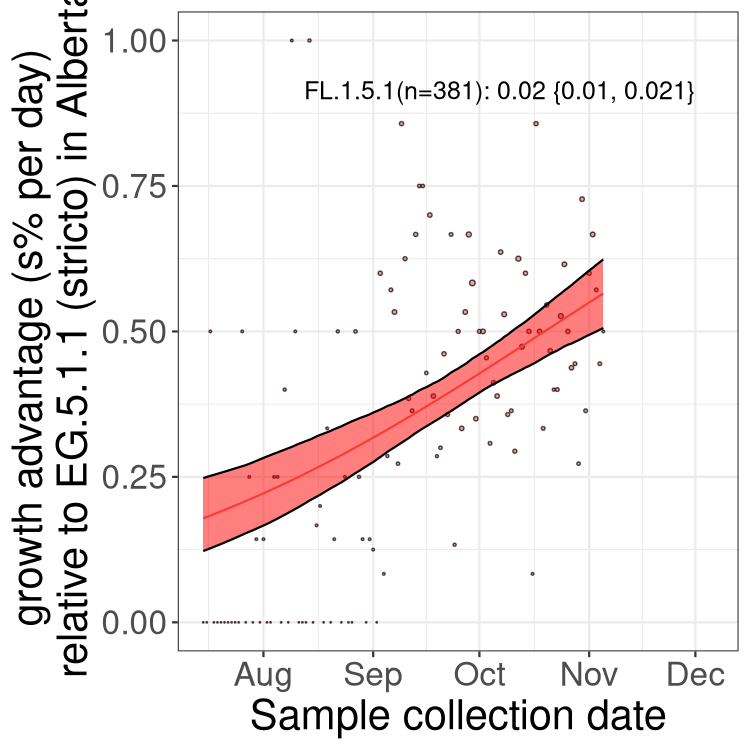 growth advantage (s% per day)
relative to EG.5.1.1 (stricto) in Alberta
1.00
0.75
0.50
0.25
0.00
FL.1.5.1(n=381): 0.02 {0.01, 0.021}
Aug Sep Oct Nov Dec
Sample collection date